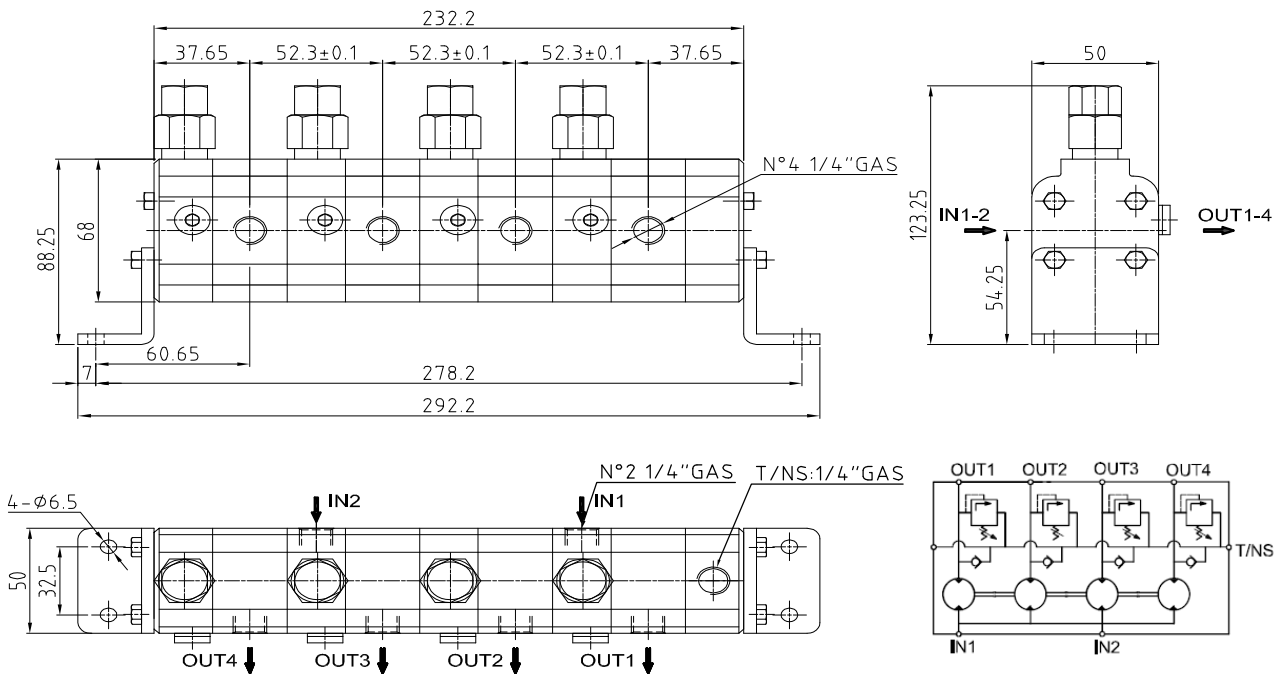 232.2
37.65 52.3±0.1 52.3±0.1 52.3±0.1 37.65
50
N°4 1/4"GAS
123.25
88.25
68
IN1-2
OUT1-4
54.25
60.65
7
278.2
292.2
N°2 1/4"GAS
T/NS:1/4"GAS
4-Φ6.5
IN2
IN1
50
32.5
OUT4
OUT3
OUT2
OUT1
OUT1 OUT2 OUT3 OUT4
T/NS
IN1
IN2